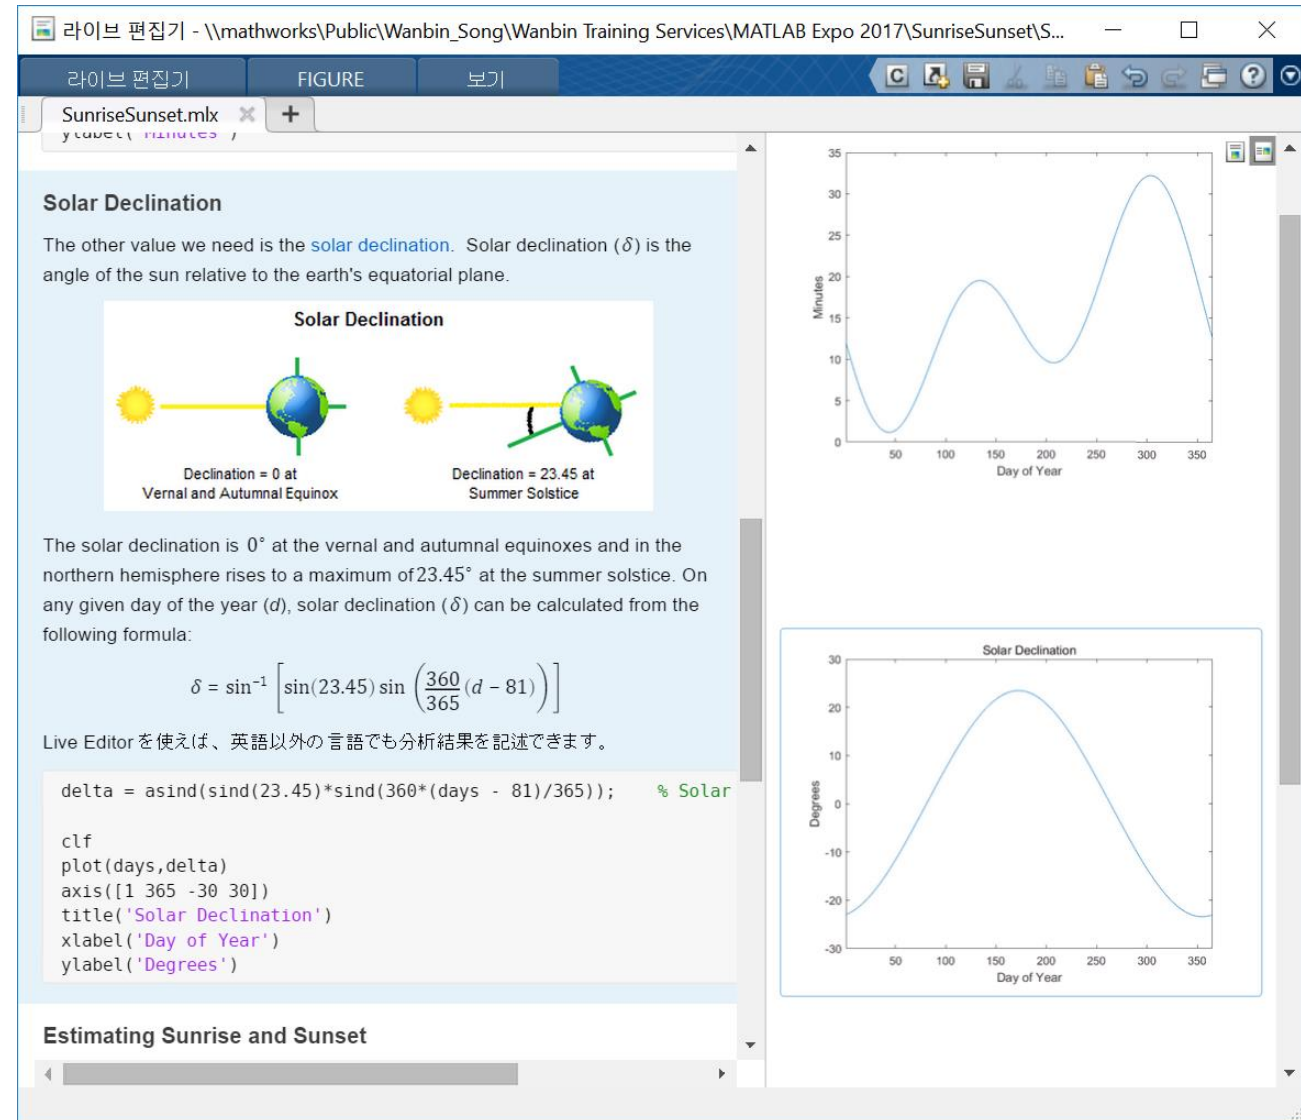 라이브 편집기 - \\mathworks\Public\Wanbin_Song\Wanbin Training Services\MATLAB Expo 2017\SunriseSunset\S...
라이브 편집기 FIGURE 보기
SunriseSunset.mlx
ylabel('Minutes')
Solar Declination
The other value we need is the solar declination. Solar declination (δ) is the
angle of the sun relative to the earth's equatorial plane.
Solar Declination
Declination = 0 at
Vernal and Autumnal Equinox
Declination = 23.45 at
Summer Solstice
The solar declination is 0° at the vernal and autumnal equinoxes and in the
northern hemisphere rises to a maximum of 23.45° at the summer solstice. On
any given day of the year (d), solar declination (δ) can be calculated from the
following formula:
δ = sin⁻¹ [sin(23.45) sin (360/365 (d − 81))]
Live Editor を使えば、英語以外の言語でも分析結果を記述できます。
delta = asind(sind(23.45)*sind(360*(days - 81)/365)); % Solar
clf
plot(days,delta)
axis([1 365 -30 30])
title('Solar Declination')
xlabel('Day of Year')
ylabel('Degrees')
Estimating Sunrise and Sunset
35
30
25
20
15
10
5
0
Minutes
50 100 150 200 250 300 350
Day of Year
Solar Declination
30
20
10
0
-10
-20
-30
Degrees
50 100 150 200 250 300 350
Day of Year